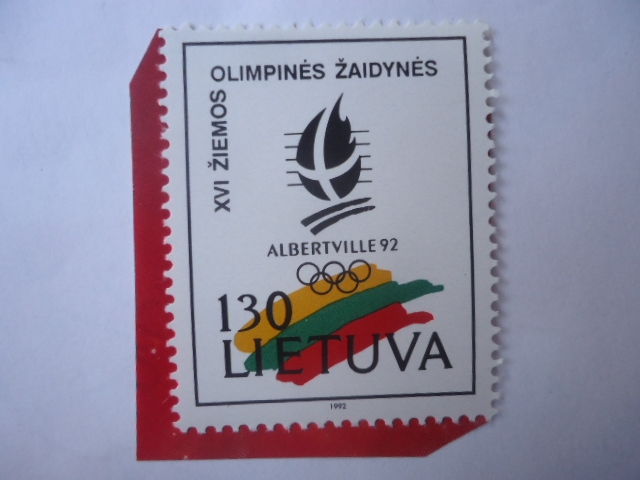 XVI ŽIEMOS
OLIMPINĖS ŽAIDYNĖS
ALBERTVILLE 92
130
LIETUVA
1992